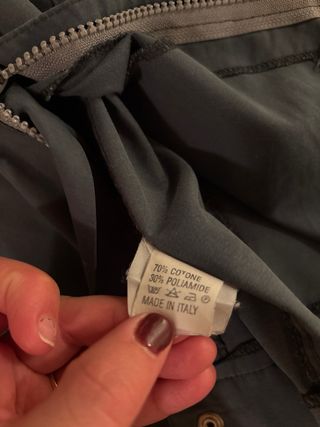 70% COTONE
30% POLIAMIDE
MADE IN ITALY